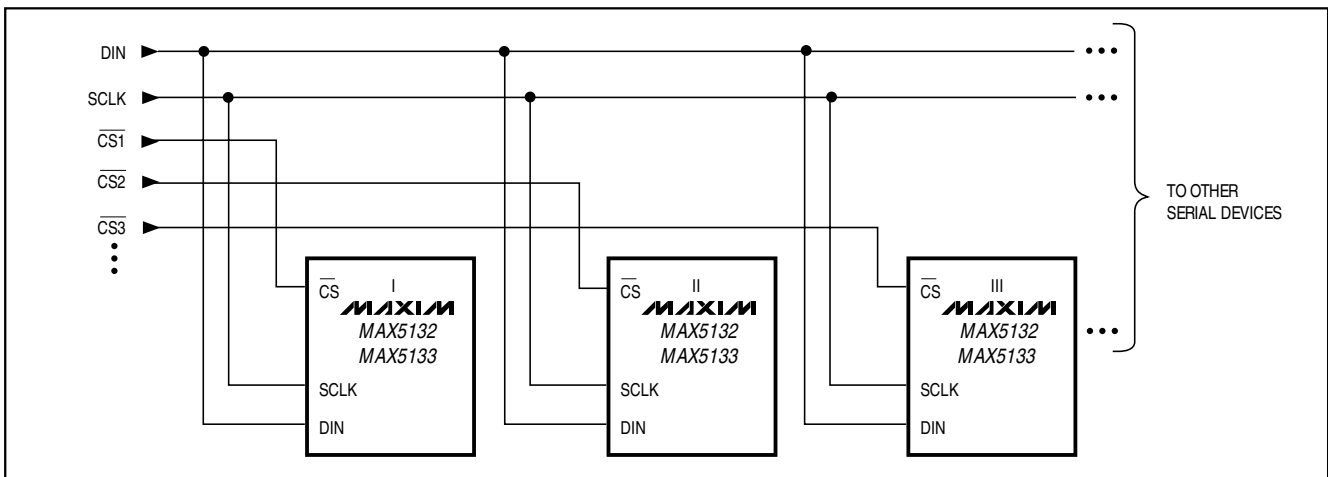 DIN
SCLK
CS1
CS2
CS3
TO OTHER
SERIAL DEVICES
CS
I
MAXIM
MAX5132
MAX5133
SCLK
DIN
CS
II
MAXIM
MAX5132
MAX5133
SCLK
DIN
CS
III
MAXIM
MAX5132
MAX5133
SCLK
DIN